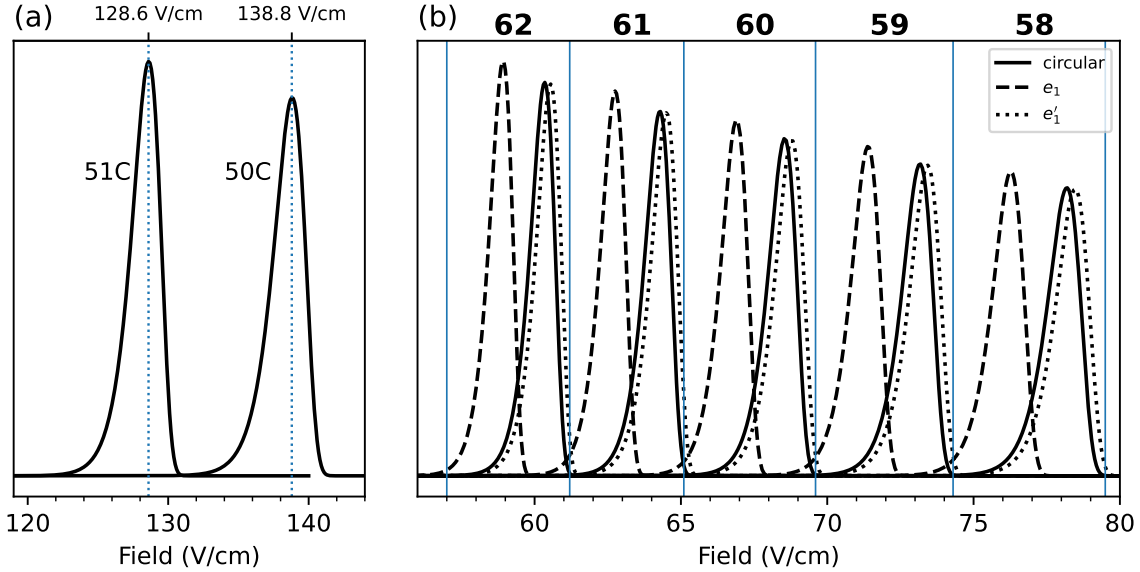 (a)
128.6 V/cm 138.8 V/cm
51C
50C
120 130 140
Field (V/cm)
(b)
62 61 60 59 58
circular
e₁
e′₁
60 65 70 75 80
Field (V/cm)